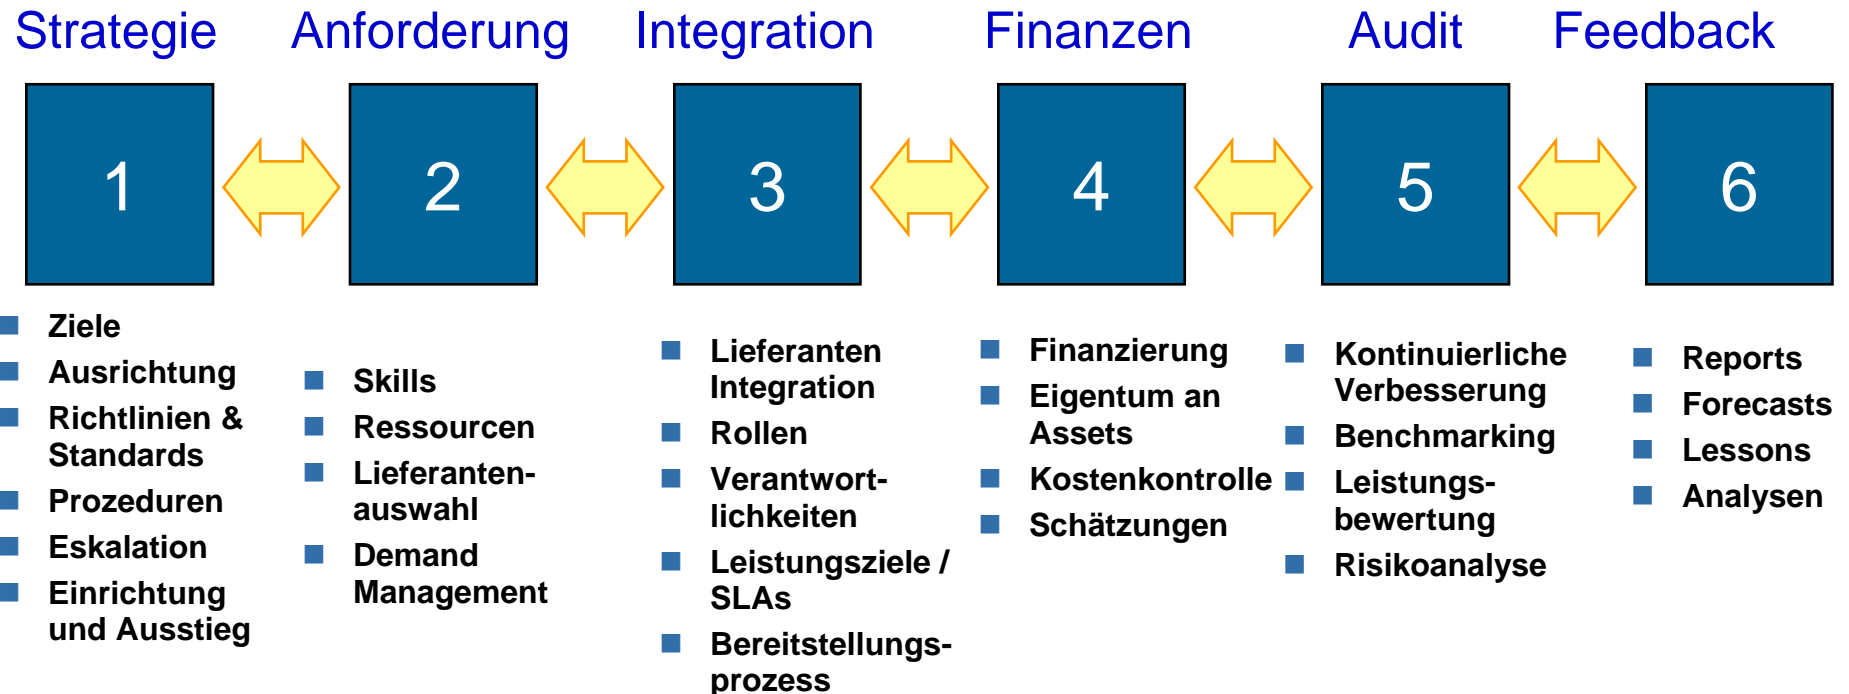 Strategie
Anforderung
Integration
Finanzen
Audit
Feedback
1
2
3
4
5
6
Ziele
Ausrichtung
Richtlinien &
Standards
Prozeduren
Eskalation
Einrichtung
und Ausstieg
Skills
Ressourcen
Lieferanten-
auswahl
Demand
Management
Lieferanten
Integration
Rollen
Verantwort-
lichkeiten
Leistungsziele /
SLAs
Bereitstellungs-
prozess
Finanzierung
Eigentum an
Assets
Kostenkontrolle
Schätzungen
Kontinuierliche
Verbesserung
Benchmarking
Leistungs-
bewertung
Risikoanalyse
Reports
Forecasts
Lessons
Analysen